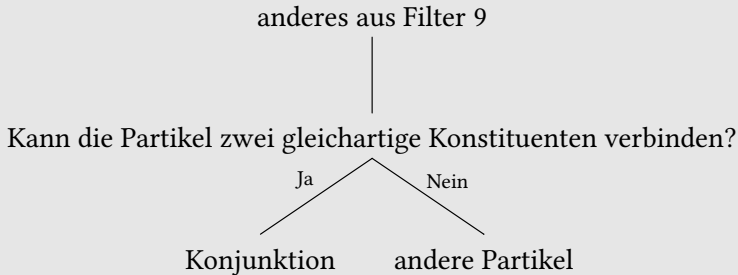 anderes aus Filter 9
Kann die Partikel zwei gleichartige Konstituenten verbinden?
Ja Nein
Konjunktion andere Partikel